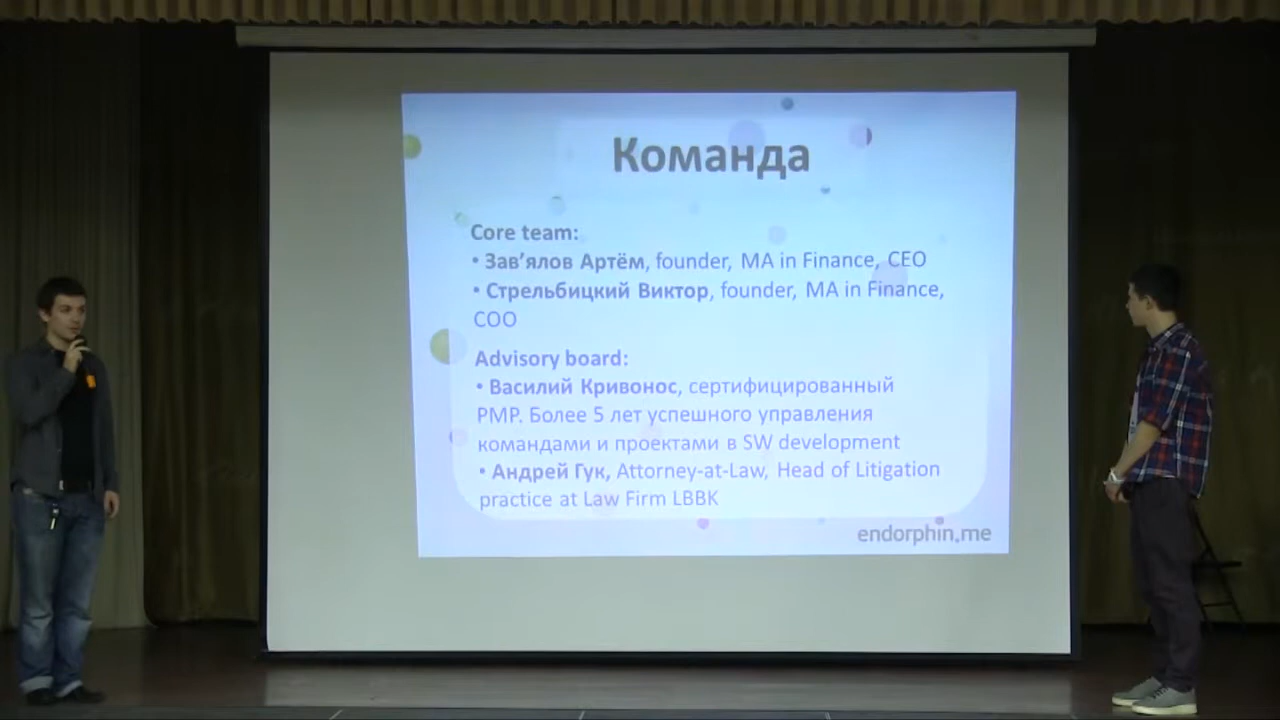 Команда
Core team:
• Зав’ялов Артём, founder, MA in Finance, CEO
• Стрельбицкий Виктор, founder, MA in Finance,
COO
Advisory board:
• Василий Кривонос, сертифицированный
PMP. Более 5 лет успешного управления
командами и проектами в SW development
• Андрей Гук, Attorney-at-Law, Head of Litigation
practice at Law Firm LBBK
endorphin.me